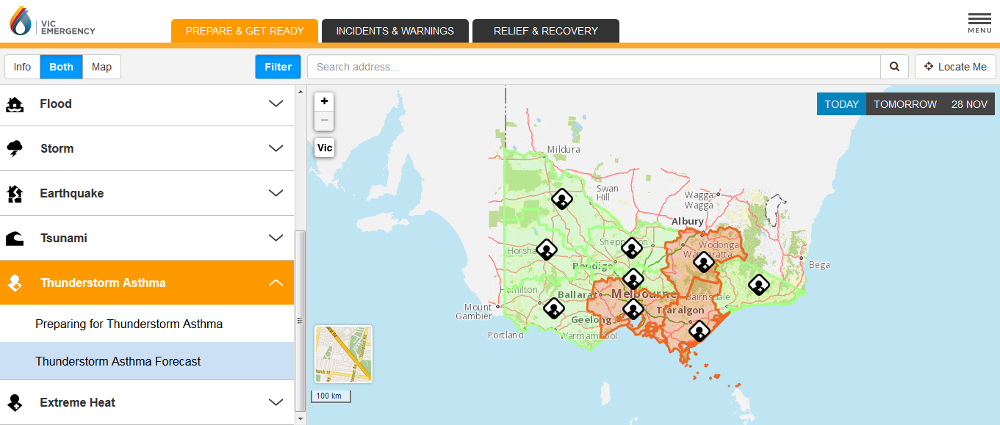 VIC
EMERGENCY
PREPARE & GET READY
INCIDENTS & WARNINGS
RELIEF & RECOVERY
MENU
Info
Both
Map
Filter
Search address...
Locate Me
Flood
Storm
Earthquake
Tsunami
Thunderstorm Asthma
Preparing for Thunderstorm Asthma
Thunderstorm Asthma Forecast
Extreme Heat
+
−
Vic
TODAY
TOMORROW
28 NOV
Mildura
Swan
Hill
Wagga
Wagga
Albury
Wodonga
Bendigo
Hamilton
Ballarat
Melbourne
Bairnsdale
Bega
Mount
Gambier
Geelong
Traralgon
Portland
Warrnambool
100 km